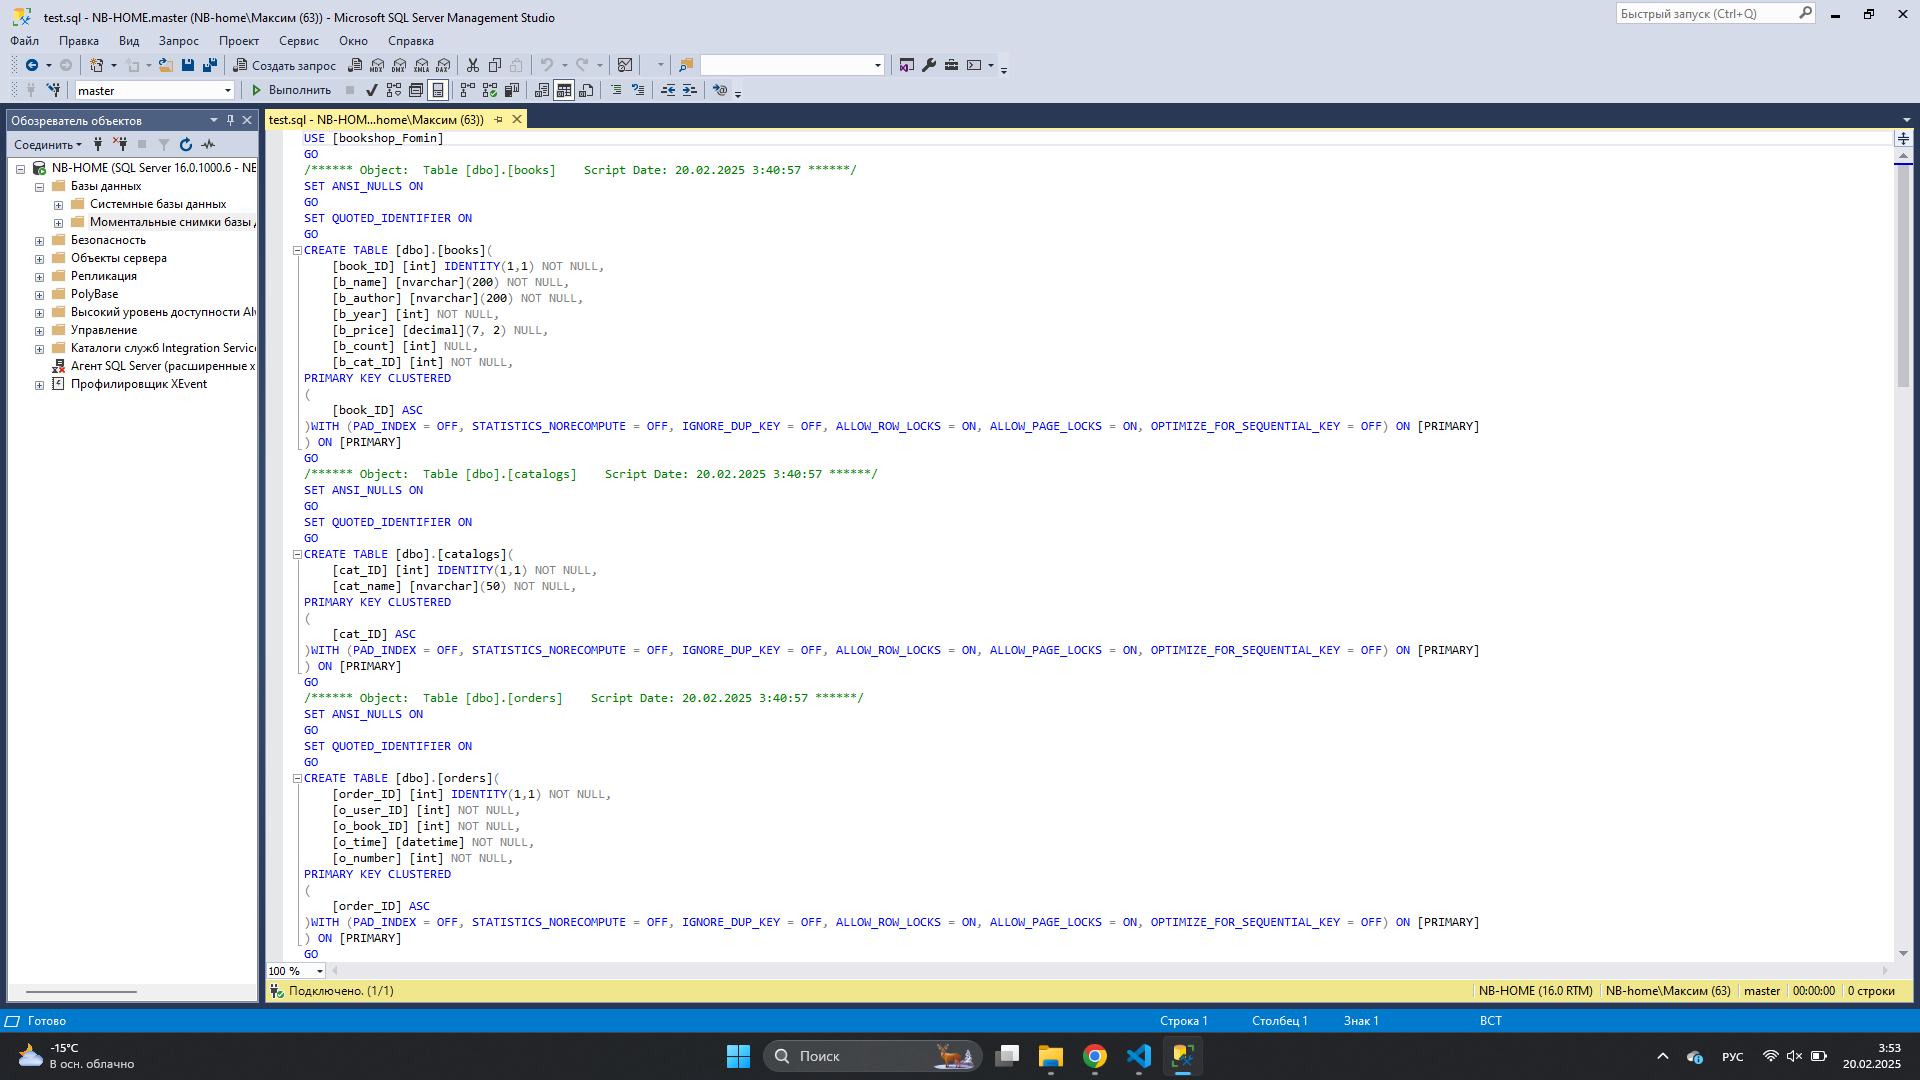 test.sql - NB-HOME.master (NB-home\Максим (63)) - Microsoft SQL Server Management Studio
Быстрый запуск (Ctrl+Q)
Файл Правка Вид Запрос Проект Сервис Окно Справка
Создать запрос MDX DMX XMLA DAX
master Выполнить
Обозреватель объектов
Соединить
NB-HOME (SQL Server 16.0.1000.6 - NB
Базы данных
Системные базы данных
Моментальные снимки базы д
Безопасность
Объекты сервера
Репликация
PolyBase
Высокий уровень доступности Alw
Управление
Каталоги служб Integration Service
Агент SQL Server (расширенные х
Профилировщик XEvent
test.sql - NB-HOM...home\Максим (63))
USE [bookshop_Fomin]
GO
/****** Object:  Table [dbo].[books]    Script Date: 20.02.2025 3:40:57 ******/
SET ANSI_NULLS ON
GO
SET QUOTED_IDENTIFIER ON
GO
CREATE TABLE [dbo].[books](
[book_ID] [int] IDENTITY(1,1) NOT NULL,
[b_name] [nvarchar](200) NOT NULL,
[b_author] [nvarchar](200) NOT NULL,
[b_year] [int] NOT NULL,
[b_price] [decimal](7, 2) NULL,
[b_count] [int] NULL,
[b_cat_ID] [int] NOT NULL,
PRIMARY KEY CLUSTERED
(
[book_ID] ASC
)WITH (PAD_INDEX = OFF, STATISTICS_NORECOMPUTE = OFF, IGNORE_DUP_KEY = OFF, ALLOW_ROW_LOCKS = ON, ALLOW_PAGE_LOCKS = ON, OPTIMIZE_FOR_SEQUENTIAL_KEY = OFF) ON [PRIMARY]
) ON [PRIMARY]
GO
/****** Object:  Table [dbo].[catalogs]    Script Date: 20.02.2025 3:40:57 ******/
SET ANSI_NULLS ON
GO
SET QUOTED_IDENTIFIER ON
GO
CREATE TABLE [dbo].[catalogs](
[cat_ID] [int] IDENTITY(1,1) NOT NULL,
[cat_name] [nvarchar](50) NOT NULL,
PRIMARY KEY CLUSTERED
(
[cat_ID] ASC
)WITH (PAD_INDEX = OFF, STATISTICS_NORECOMPUTE = OFF, IGNORE_DUP_KEY = OFF, ALLOW_ROW_LOCKS = ON, ALLOW_PAGE_LOCKS = ON, OPTIMIZE_FOR_SEQUENTIAL_KEY = OFF) ON [PRIMARY]
) ON [PRIMARY]
GO
/****** Object:  Table [dbo].[orders]    Script Date: 20.02.2025 3:40:57 ******/
SET ANSI_NULLS ON
GO
SET QUOTED_IDENTIFIER ON
GO
CREATE TABLE [dbo].[orders](
[order_ID] [int] IDENTITY(1,1) NOT NULL,
[o_user_ID] [int] NOT NULL,
[o_book_ID] [int] NOT NULL,
[o_time] [datetime] NOT NULL,
[o_number] [int] NOT NULL,
PRIMARY KEY CLUSTERED
(
[order_ID] ASC
)WITH (PAD_INDEX = OFF, STATISTICS_NORECOMPUTE = OFF, IGNORE_DUP_KEY = OFF, ALLOW_ROW_LOCKS = ON, ALLOW_PAGE_LOCKS = ON, OPTIMIZE_FOR_SEQUENTIAL_KEY = OFF) ON [PRIMARY]
) ON [PRIMARY]
GO
100 %
Подключено. (1/1) NB-HOME (16.0 RTM) NB-home\Максим (63) master 00:00:00 0 строки
Готово Строка 1 Столбец 1 Знак 1 ВСТ
-15°C
В осн. облачно
Поиск
РУС
3:53
20.02.2025